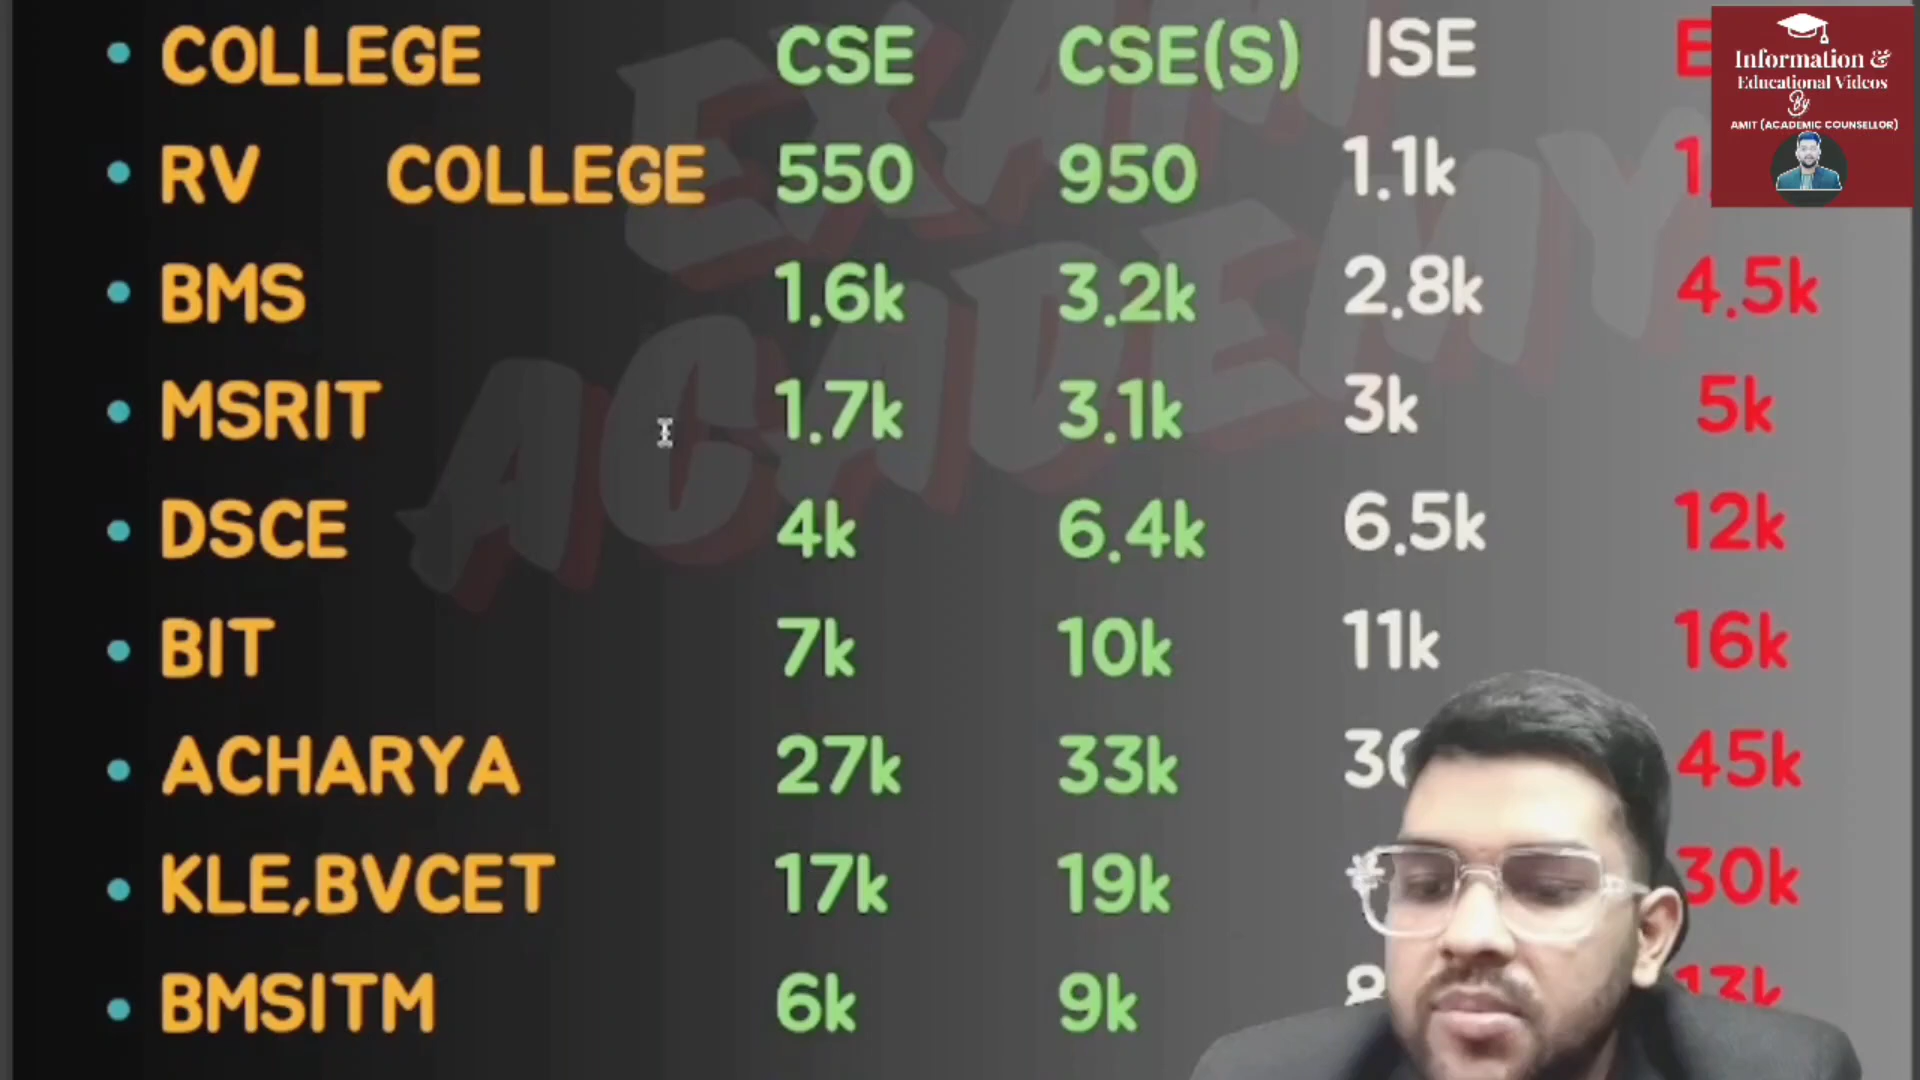 COLLEGE CSE CSE(S) ISE
RV COLLEGE 550 950 1.1k
BMS 1.6k 3.2k 2.8k 4.5k
MSRIT 1.7k 3.1k 3k 5k
DSCE 4k 6.4k 6.5k 12k
BIT 7k 10k 11k 16k
ACHARYA 27k 33k 45k
KLE,BVCET 17k 19k 30k
BMSITM 6k 9k 13k
EXAM
ACADEMY
Information &
Educational Videos
By
AMIT (ACADEMIC COUNSELLOR)